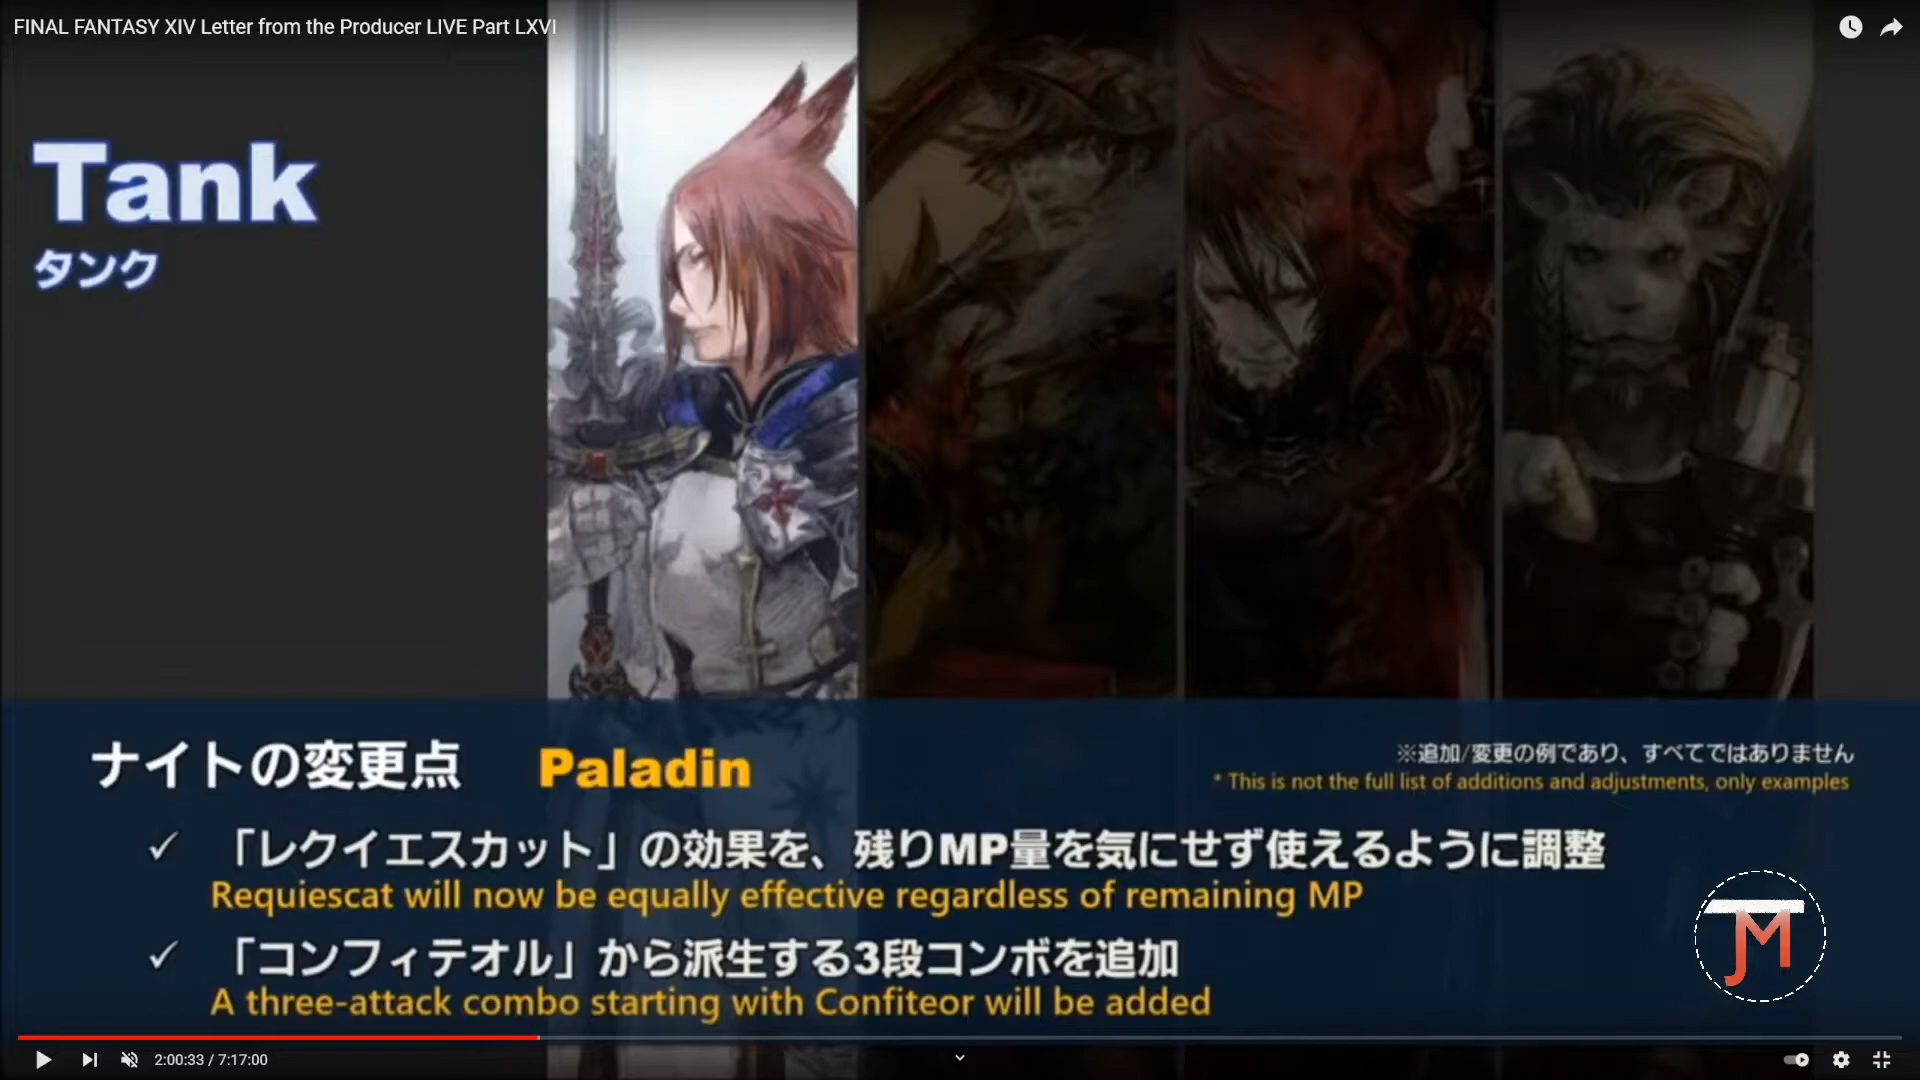 FINAL FANTASY XIV Letter from the Producer LIVE Part LXVI
Tank
タンク
ナイトの変更点 Paladin
※追加/変更の例であり、すべてではありません
* This is not the full list of additions and adjustments, only examples
✓ 「レクイエスカット」の効果を、残りMP量を気にせず使えるように調整
Requiescat will now be equally effective regardless of remaining MP
✓ 「コンフィテオル」から派生する3段コンボを追加
A three-attack combo starting with Confiteor will be added
JM
2:00:33 / 7:17:00